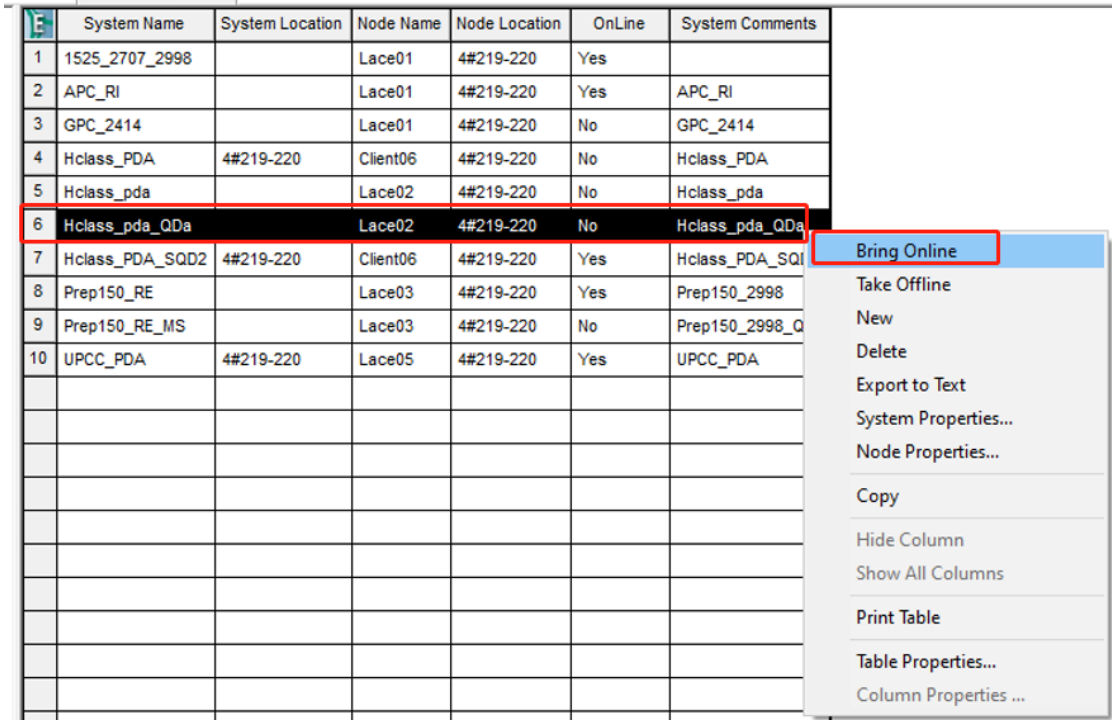 System Name System Location Node Name Node Location OnLine System Comments
1 1525_2707_2998 Lace01 4#219-220 Yes
2 APC_RI Lace01 4#219-220 Yes APC_RI
3 GPC_2414 Lace01 4#219-220 No GPC_2414
4 Hclass_PDA 4#219-220 Client06 4#219-220 No Hclass_PDA
5 Hclass_pda Lace02 4#219-220 No Hclass_pda
6 Hclass_pda_QDa Lace02 4#219-220 No Hclass_pda_QDa
7 Hclass_PDA_SQD2 4#219-220 Client06 4#219-220 Yes
8 Prep150_RE Lace03 4#219-220 Yes Prep150_2998
9 Prep150_RE_MS Lace03 4#219-220 No
10 UPCC_PDA 4#219-220 Lace05 4#219-220 Yes UPCC_PDA
Bring Online
Take Offline
New
Delete
Export to Text
System Properties...
Node Properties...
Copy
Hide Column
Show All Columns
Print Table
Table Properties...
Column Properties ...